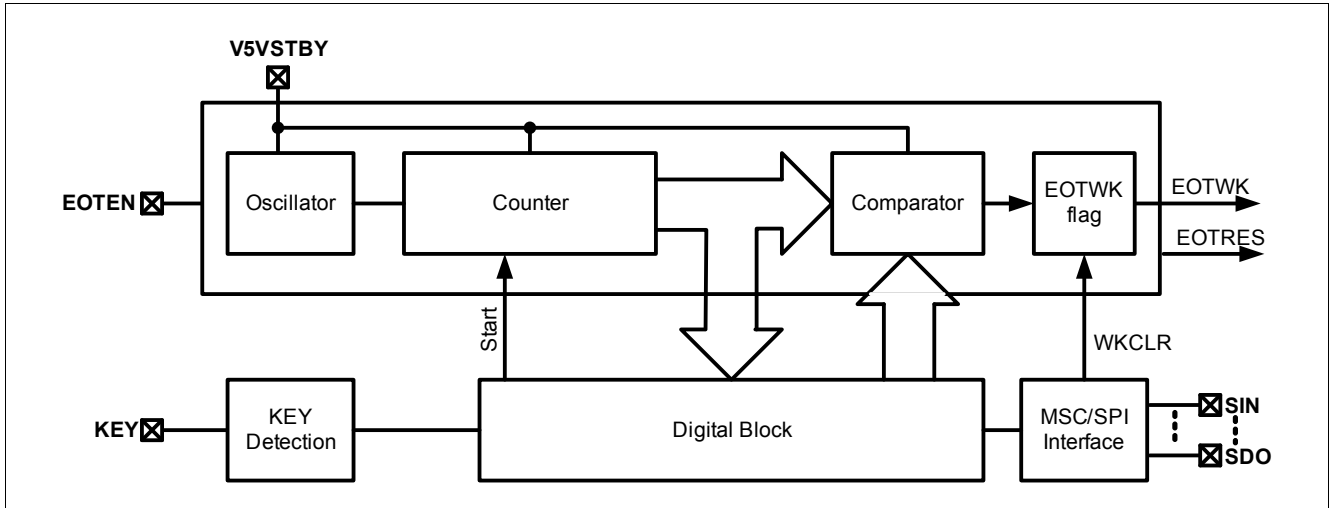 V5VSTBY
EOTEN
Oscillator
Counter
Comparator
EOTWK
flag
EOTWK
EOTRES
Start
WKCLR
KEY
KEY
Detection
Digital Block
MSC/SPI
Interface
SIN
SDO